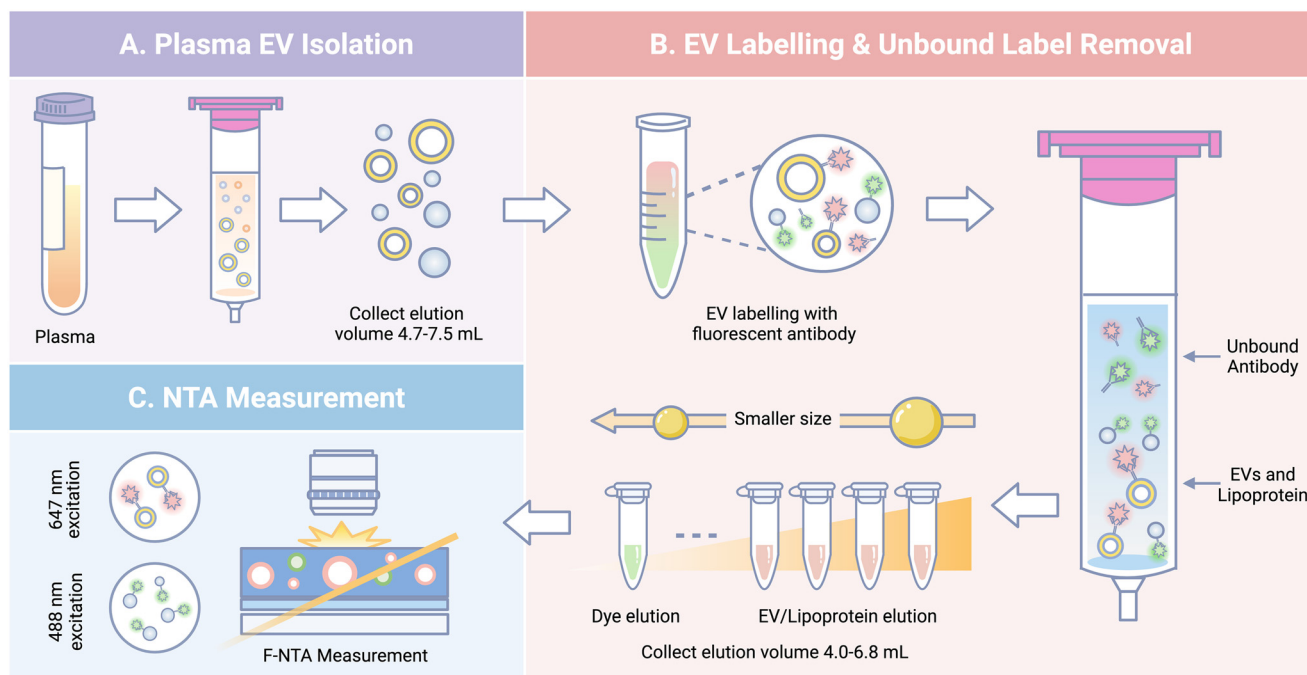 A. Plasma EV Isolation
Plasma
Collect elution
volume 4.7-7.5 mL
B. EV Labelling & Unbound Label Removal
EV labelling with
fluorescent antibody
Unbound
Antibody
EVs and
Lipoprotein
Smaller size
Dye elution
EV/Lipoprotein elution
Collect elution volume 4.0-6.8 mL
C. NTA Measurement
647 nm
excitation
488 nm
excitation
F-NTA Measurement